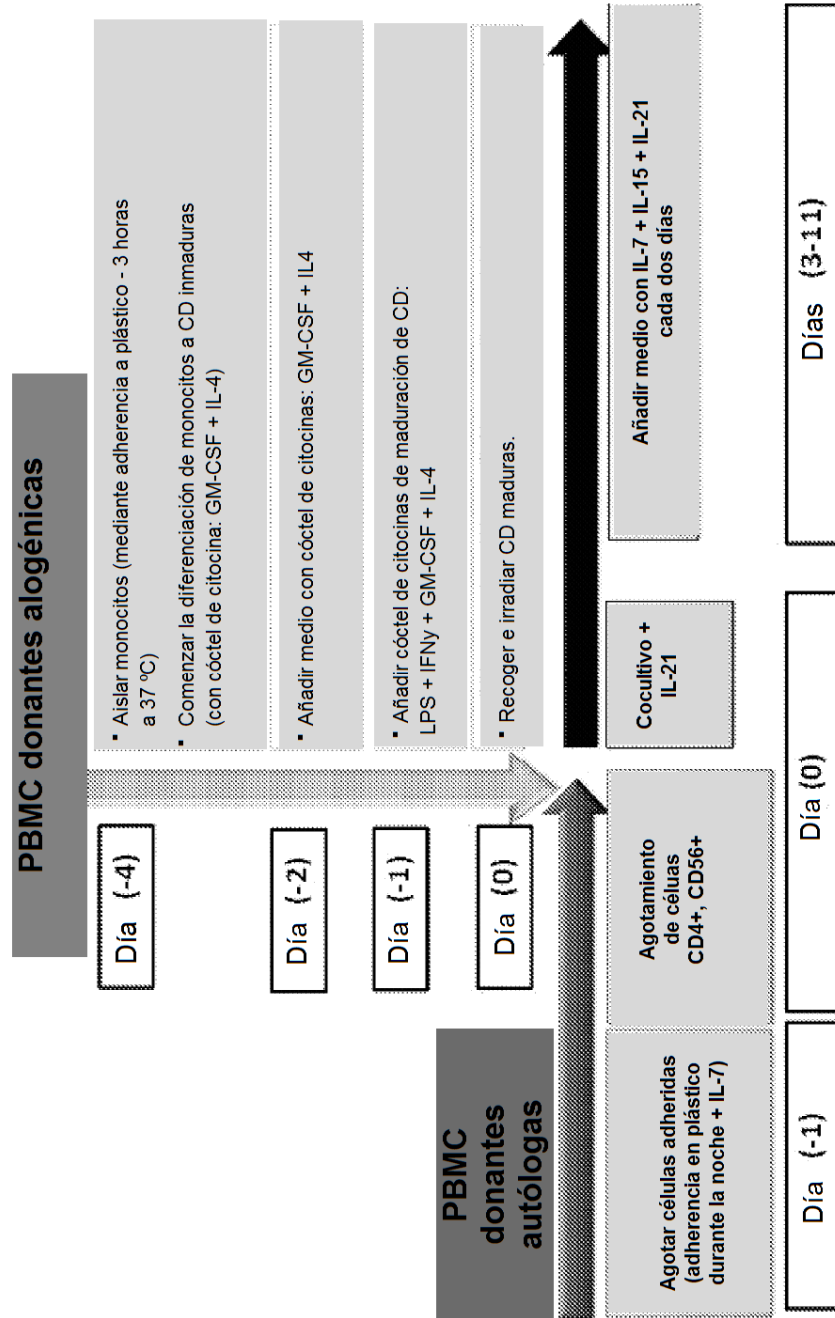 PBMC donantes alogénicas
Día (-4)
▪ Aislar monocitos (mediante adherencia a plástico - 3 horas
a 37 ºC)
▪ Comenzar la diferenciación de monocitos a CD inmaduras
(con cóctel de citocina: GM-CSF + IL-4)
Día (-2)
▪ Añadir medio con cóctel de citocinas: GM-CSF + IL4
Día (-1)
▪ Añadir cóctel de citocinas de maduración de CD:
LPS + IFNy + GM-CSF + IL-4
Día (0)
▪ Recoger e irradiar CD maduras.
PBMC
donantes
autólogas
Agotar células adheridas
(adherencia en plástico
durante la noche + IL-7)
Agotamiento
de céluas
CD4+, CD56+
Cocultivo +
IL-21
Añadir medio con IL-7 + IL-15 + IL-21
cada dos días
Día (-1)
Día (0)
Días (3-11)